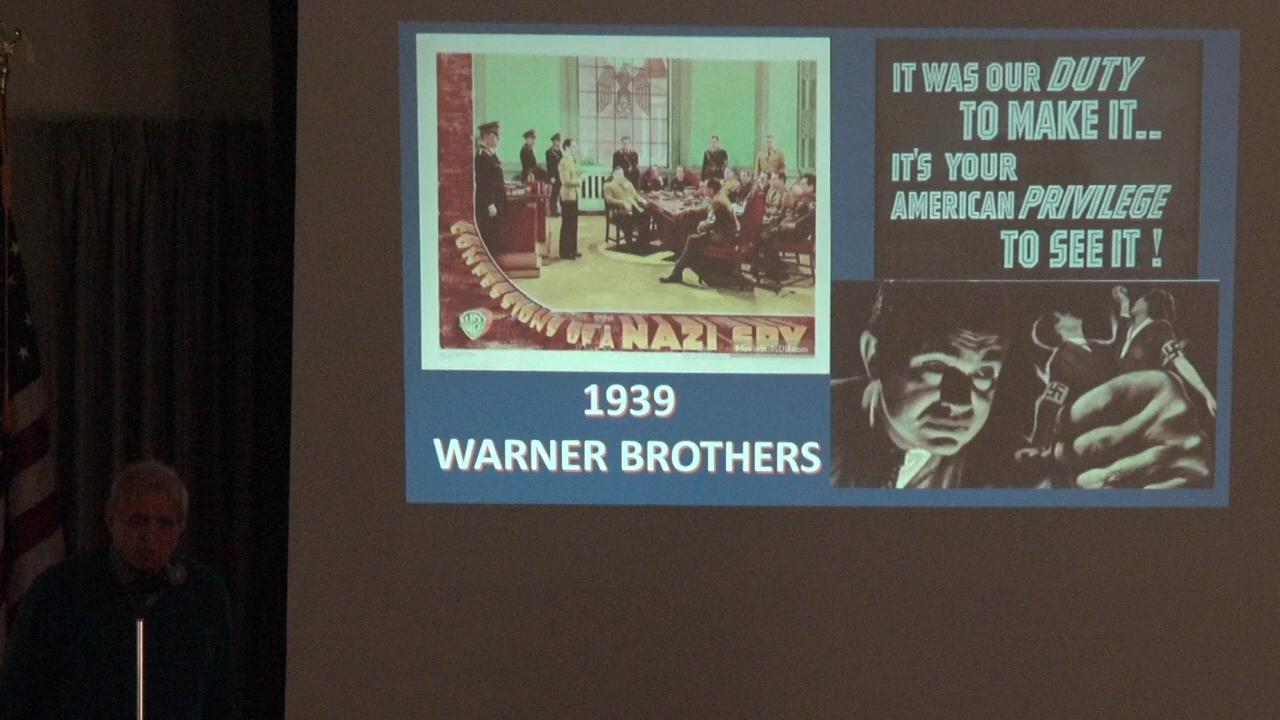 CONFESSIONS OF A NAZI SPY
WB
1939
WARNER BROTHERS
IT WAS OUR DUTY
TO MAKE IT..
IT'S YOUR
AMERICAN PRIVILEGE
TO SEE IT !